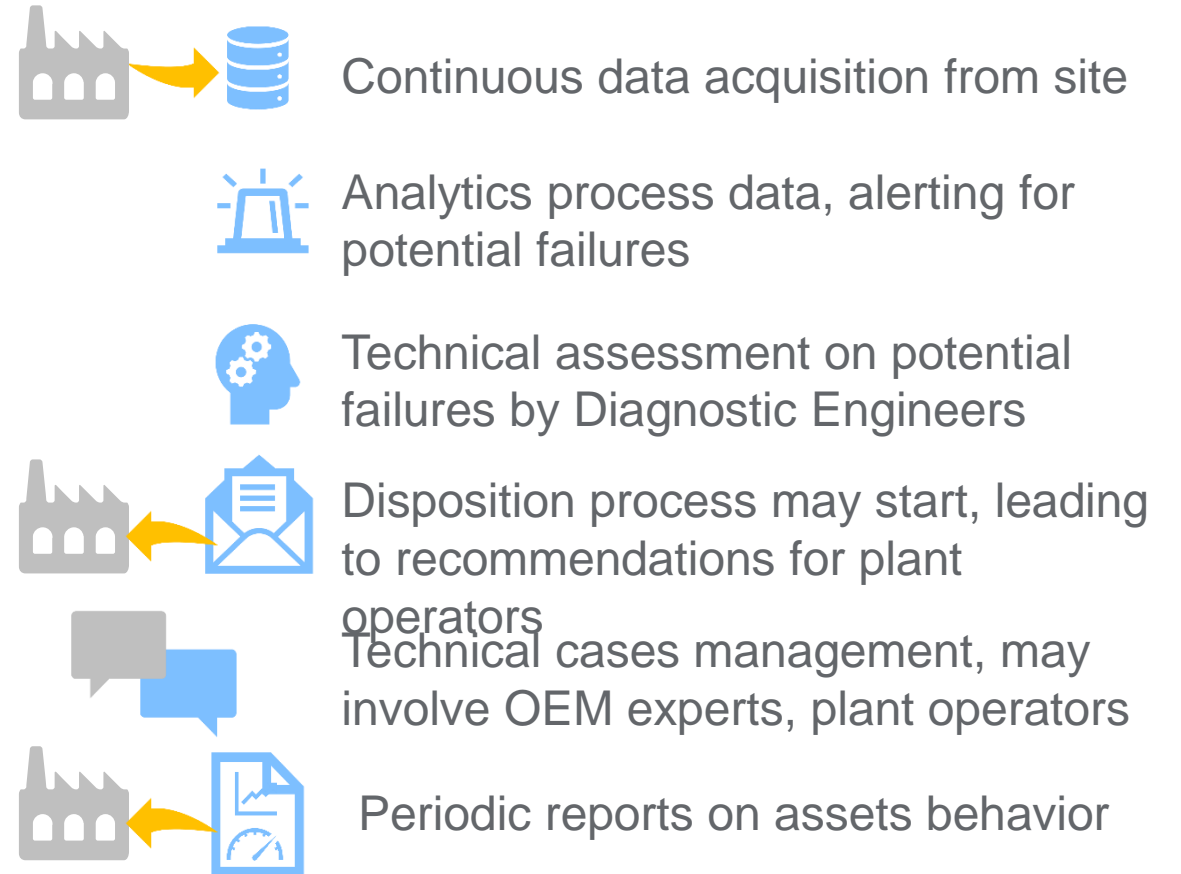 Continuous data acquisition from site
Analytics process data, alerting for
potential failures
Technical assessment on potential
failures by Diagnostic Engineers
Disposition process may start, leading
to recommendations for plant
operators
Technical cases management, may
involve OEM experts, plant operators
Periodic reports on assets behavior